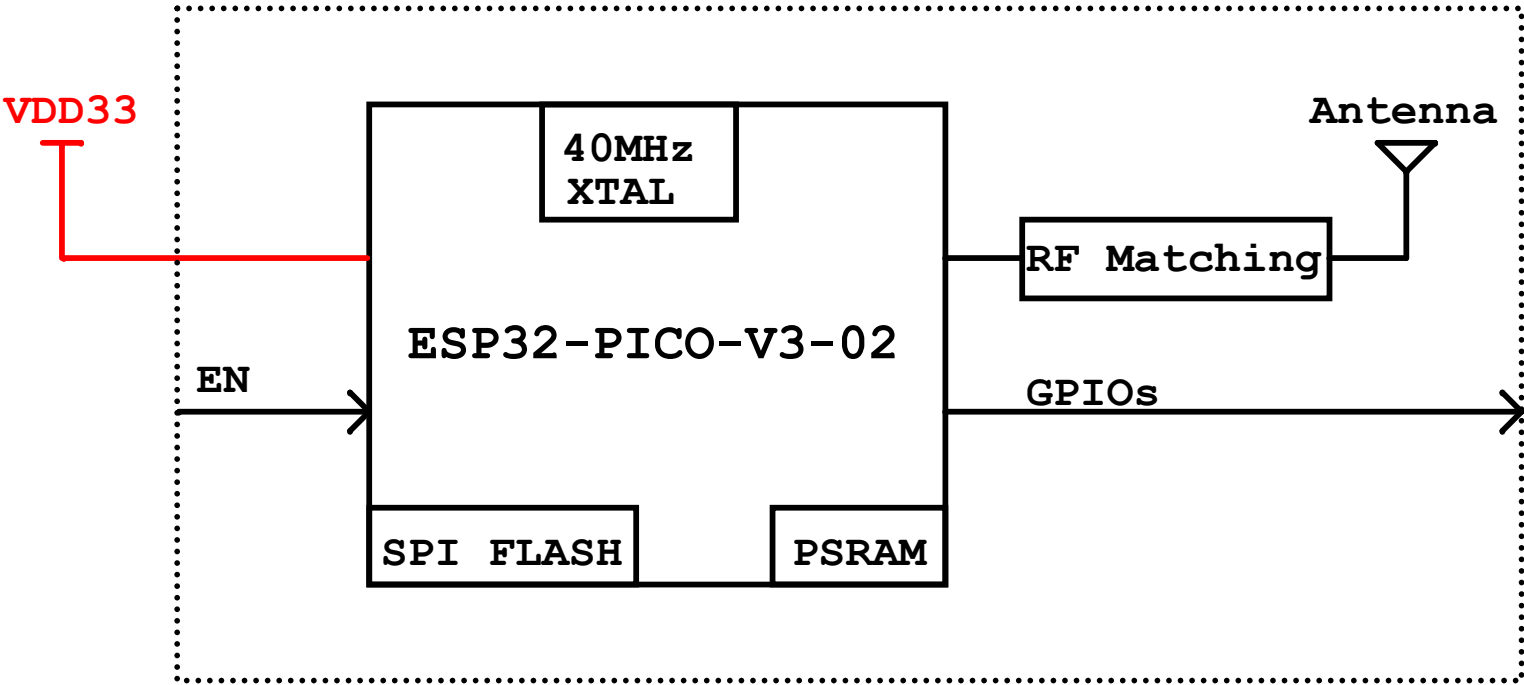 VDD33
40MHz
XTAL
Antenna
RF Matching
ESP32-PICO-V3-02
EN
GPIOs
SPI FLASH
PSRAM